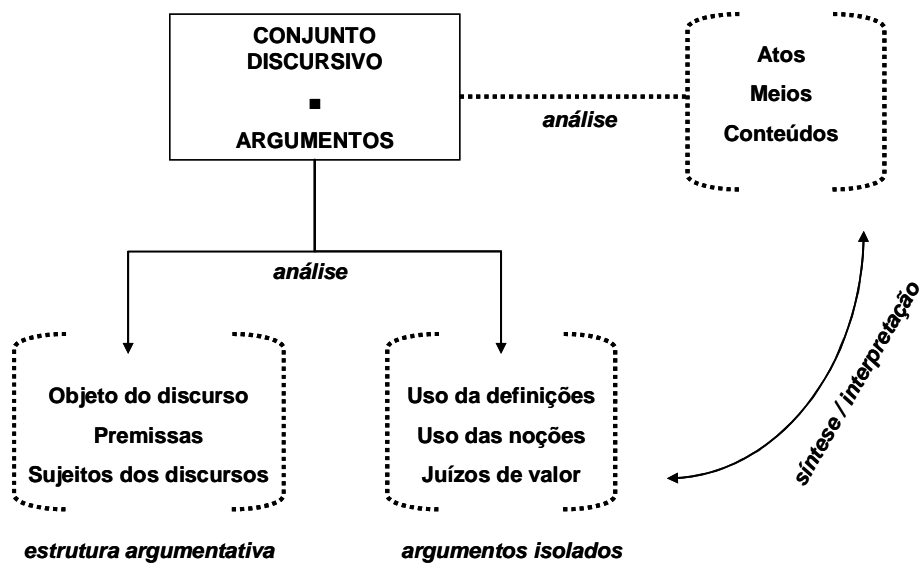 CONJUNTO
DISCURSIVO
▪
ARGUMENTOS
análise
Atos
Meios
Conteúdos
análise
síntese / interpretação
Objeto do discurso
Premissas
Sujeitos dos discursos
estrutura argumentativa
Uso da definições
Uso das noções
Juízos de valor
argumentos isolados